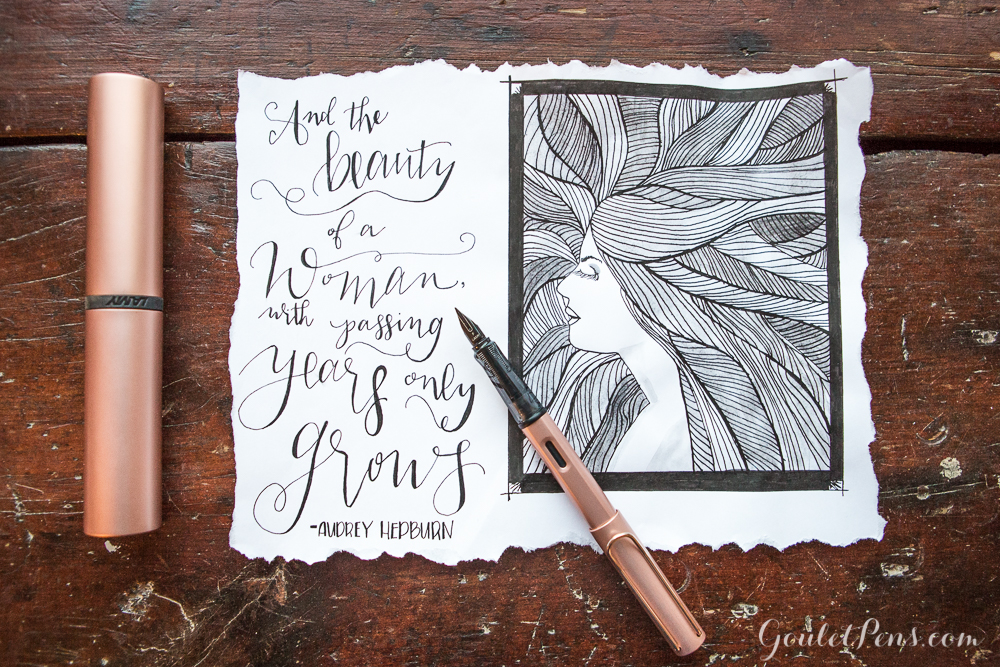 And the
beauty
of a
Woman,
with passing
years only
grows
-AUDREY HEPBURN
LAMY
GouletPens.com